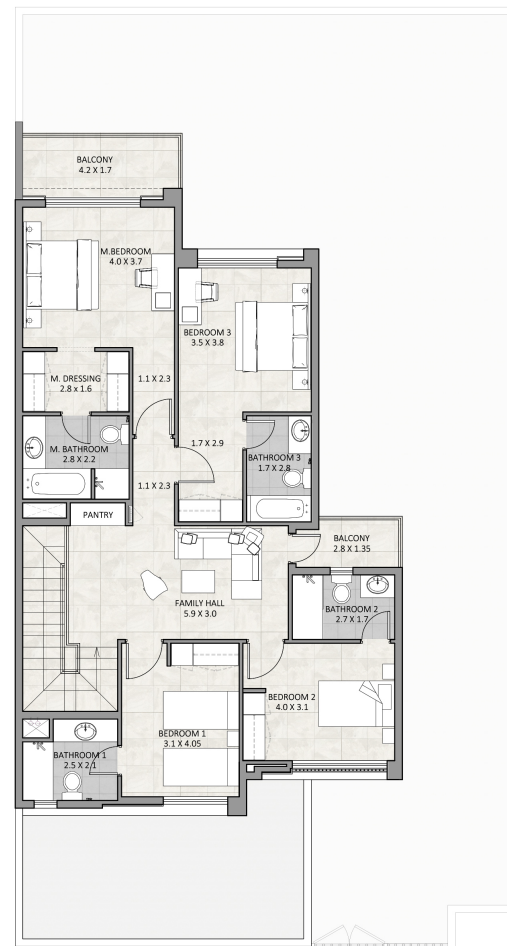 BALCONY
4.2 X 1.7
M.BEDROOM
4.0 X 3.7
BEDROOM 3
3.5 X 3.8
M. DRESSING
2.8 x 1.6
1.1 X 2.3
M. BATHROOM
2.8 X 2.2
1.7 X 2.9
BATHROOM 3
1.7 X 2.8
1.1 X 2.3
PANTRY
BALCONY
2.8 X 1.35
FAMILY HALL
5.9 X 3.0
BATHROOM 2
2.7 X 1.7
BEDROOM 2
4.0 X 3.1
BEDROOM 1
3.1 X 4.05
BATHROOM 1
2.5 X 2.1